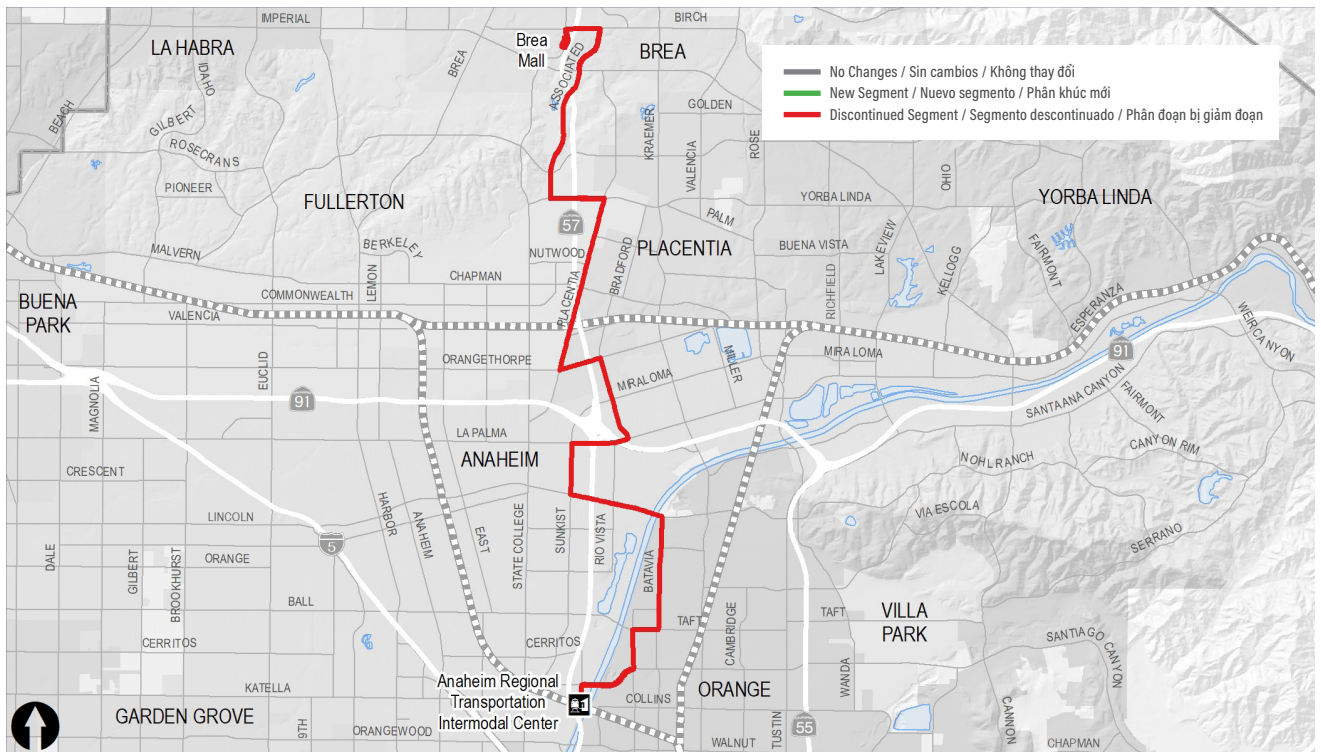 IMPERIAL
BIRCH
LA HABRA
Brea
Mall
BREA
BREA
ASSOCIATED
IDAHO
BEACH
GILBERT
ROSECRANS
PIONEER
FULLERTON
MALVERN
BERKELEY
LEMON
CHAPMAN
COMMONWEALTH
BUENA
PARK
VALENCIA
EUCLID
ORANGETHORPE
MAGNOLIA
91
No Changes / Sin cambios / Không thay đổi
New Segment / Nuevo segmento / Phân khúc mới
Discontinued Segment / Segmento descontinuado / Phân đoạn bị giảm đoạn
GOLDEN
KRAEMER
VALENCIA
ROSE
OHIO
YORBA LINDA
YORBA LINDA
PALM
57
NUTWOOD
PLACENTIA
BRADFORD
PLACENTIA
BUENA VISTA
LAKEVIEW
KELLOGG
FAIRMONT
RICHFIELD
ESPERANZA
WEIR CANYON
MIRALOMA
MILLER
MIRA LOMA
91
SANTA ANA CANYON
FAIRMONT
CANYON RIM
NOHL RANCH
VIA ESCOLA
SERRANO
LA PALMA
ANAHEIM
CRESCENT
LINCOLN
HARBOR
ANAHEIM
EAST
STATE COLLEGE
SUNKIST
RIO VISTA
BATAVIA
5
DALE
GILBERT
BROOKHURST
ORANGE
BALL
CERRITOS
CERRITOS
TAFT
CAMBRIDGE
TAFT
VILLA
PARK
SANTIAGO CANYON
WANDA
KATELLA
Anaheim Regional
Transportation
Intermodal Center
COLLINS
ORANGE
GARDEN GROVE
9TH
ORANGEWOOD
WALNUT
TUSTIN
55
CANNON
CHAPMAN